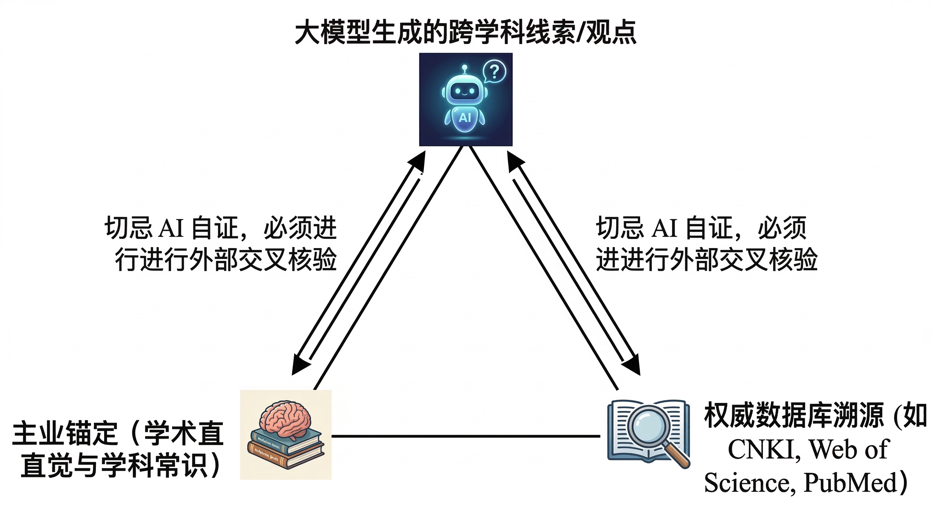 大模型生成的跨学科线索/观点
?
AI
切忌 AI 自证，必须进
行进行外部交叉核验
切忌 AI 自证，必须
进进行外部交叉核验
主业锚定（学术直
直觉与学科常识）
权威数据库溯源 (如
CNKI, Web of
Science, PubMed）